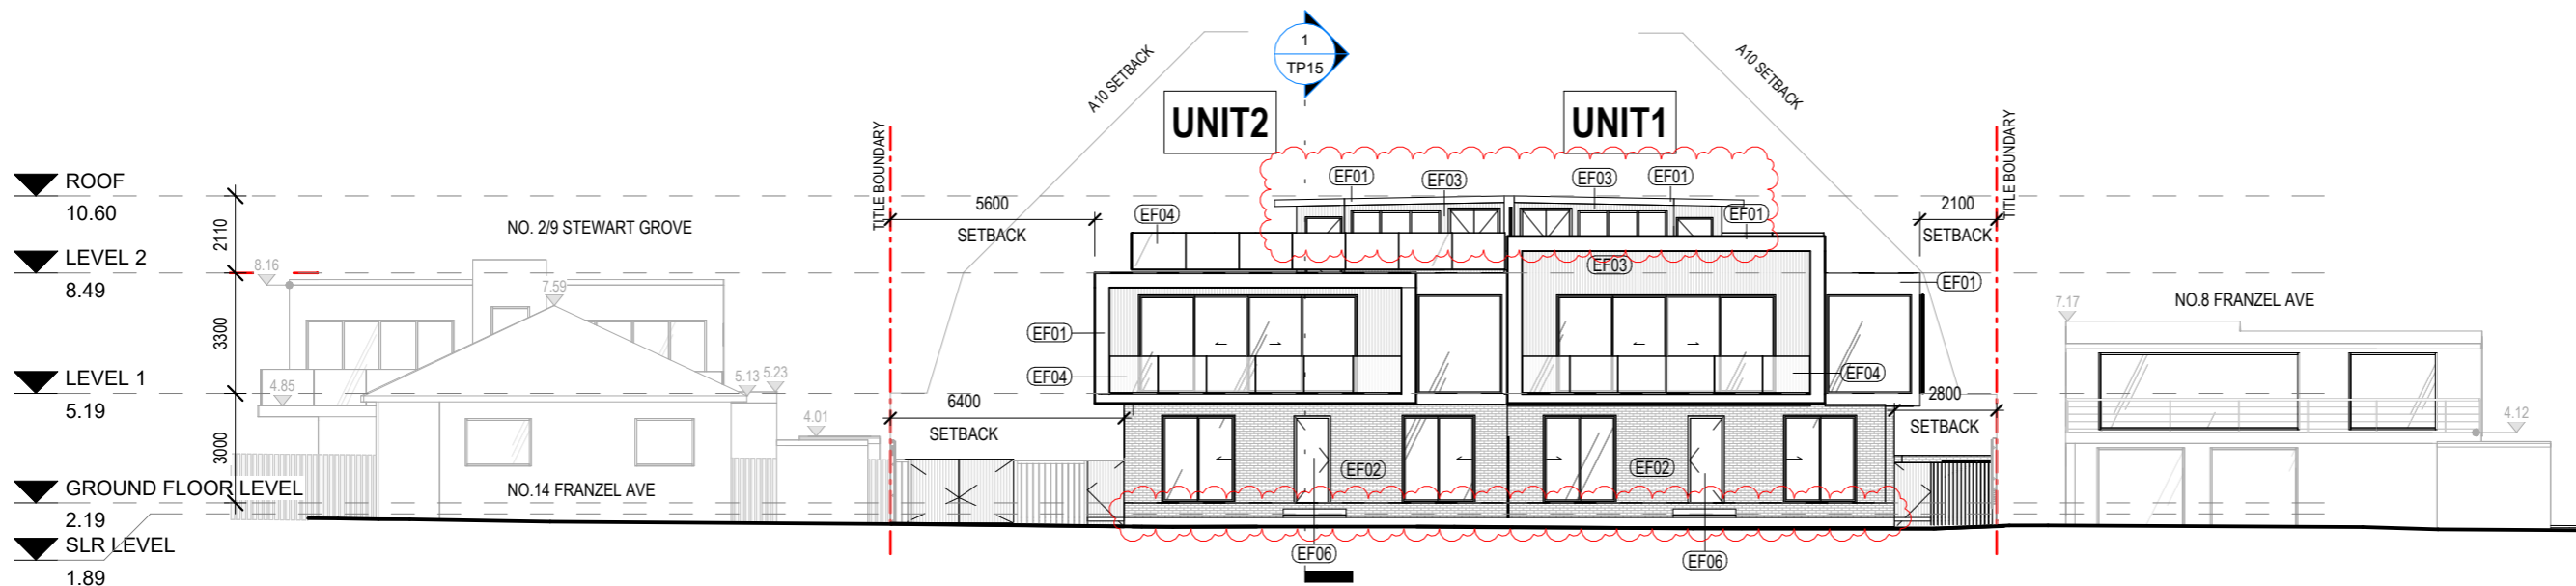 1
TP15
A10 SETBACK
A10 SETBACK
UNIT2
UNIT1
TITLE BOUNDARY
TITLE BOUNDARY
ROOF
10.60
2110
LEVEL 2
8.49
3300
LEVEL 1
5.19
3000
GROUND FLOOR LEVEL
2.19
SLR LEVEL
1.89
NO. 2/9 STEWART GROVE
8.16
7.59
4.85
5.13
5.23
4.01
NO.14 FRANZEL AVE
5600
SETBACK
6400
SETBACK
EF01
EF03
EF03
EF01
EF04
EF01
EF03
EF01
EF01
EF04
EF04
EF02
EF02
EF06
EF06
2100
SETBACK
2800
SETBACK
NO.8 FRANZEL AVE
7.17
4.12